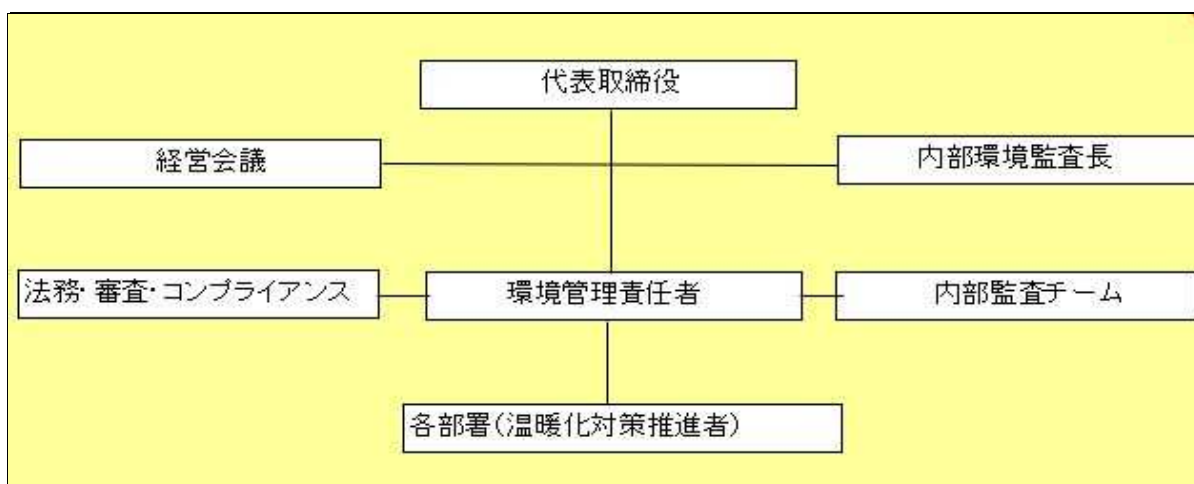 代表取締役
経営会議
内部環境監査長
法務・審査・コンプライアンス
環境管理責任者
内部監査チーム
各部署(温暖化対策推進者)